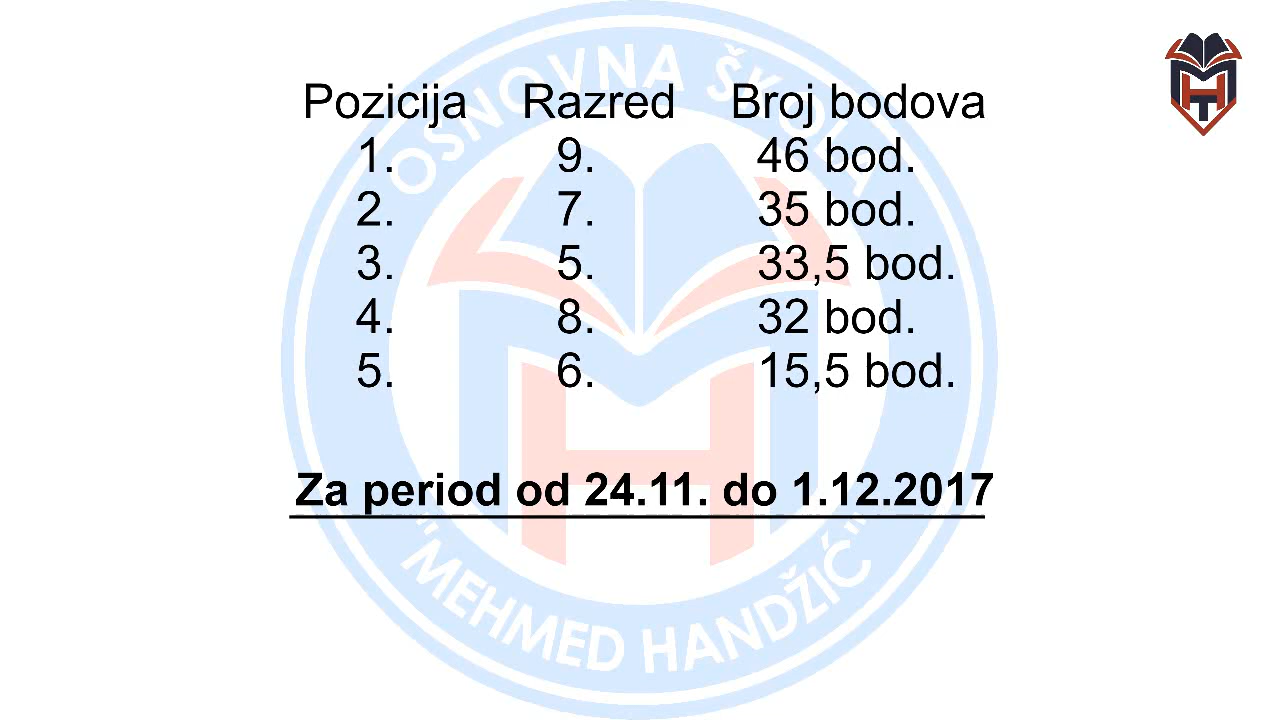 OSNOVNA ŠKOLA
Pozicija Razred Broj bodova
1. 9. 46 bod.
2. 7. 35 bod.
3. 5. 33,5 bod.
4. 8. 32 bod.
5. 6. 15,5 bod.
Za period od 24.11. do 1.12.2017
"MEHMED HANDŽIĆ"